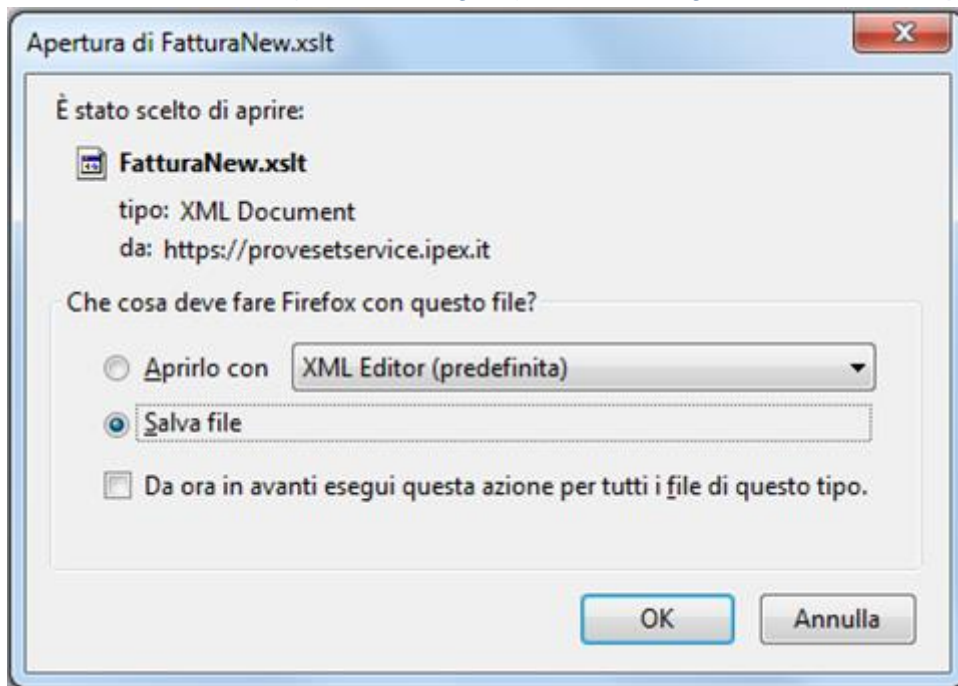 Apertura di FatturaNew.xslt
È stato scelto di aprire:
FatturaNew.xslt
tipo: XML Document
da: https://provesetservice.ipex.it
Che cosa deve fare Firefox con questo file?
Aprirlo con XML Editor (predefinita)
Salva file
Da ora in avanti esegui questa azione per tutti i file di questo tipo.
OK Annulla